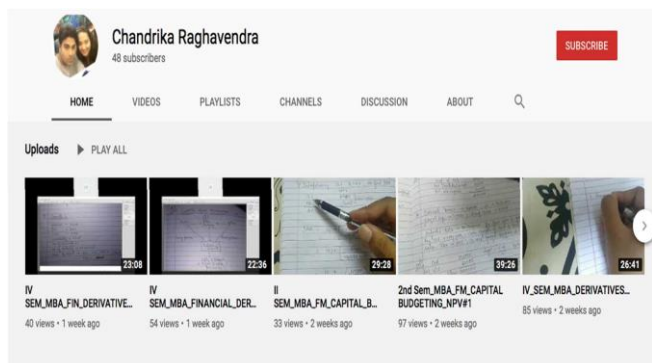 Chandrika Raghavendra
48 subscribers
SUBSCRIBE
HOME VIDEOS PLAYLISTS CHANNELS DISCUSSION ABOUT
Uploads PLAY ALL
23:08 22:36 29:28 39:26 26:41
IV
SEM_MBA_FIN_DERIVATIVE...
40 views • 1 week ago
IV
SEM_MBA_FINANCIAL_DER...
54 views • 1 week ago
II
SEM_MBA_FM_CAPITAL_B...
33 views • 2 weeks ago
2nd Sem_MBA_FM_CAPITAL
BUDGETING_NPV#1
97 views • 2 weeks ago
IV_SEM_MBA_DERIVATIVES...
85 views • 2 weeks ago